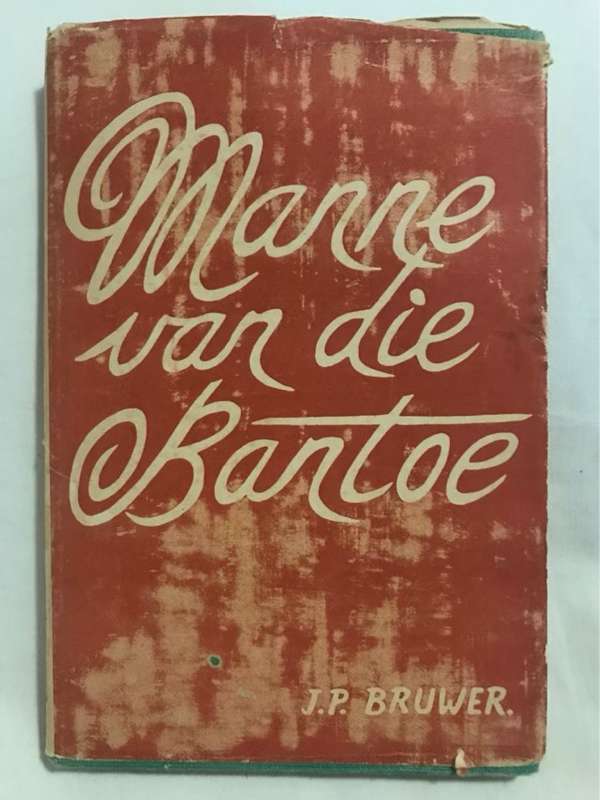 Manne
van die
Bantoe
J.P. BRUWER.